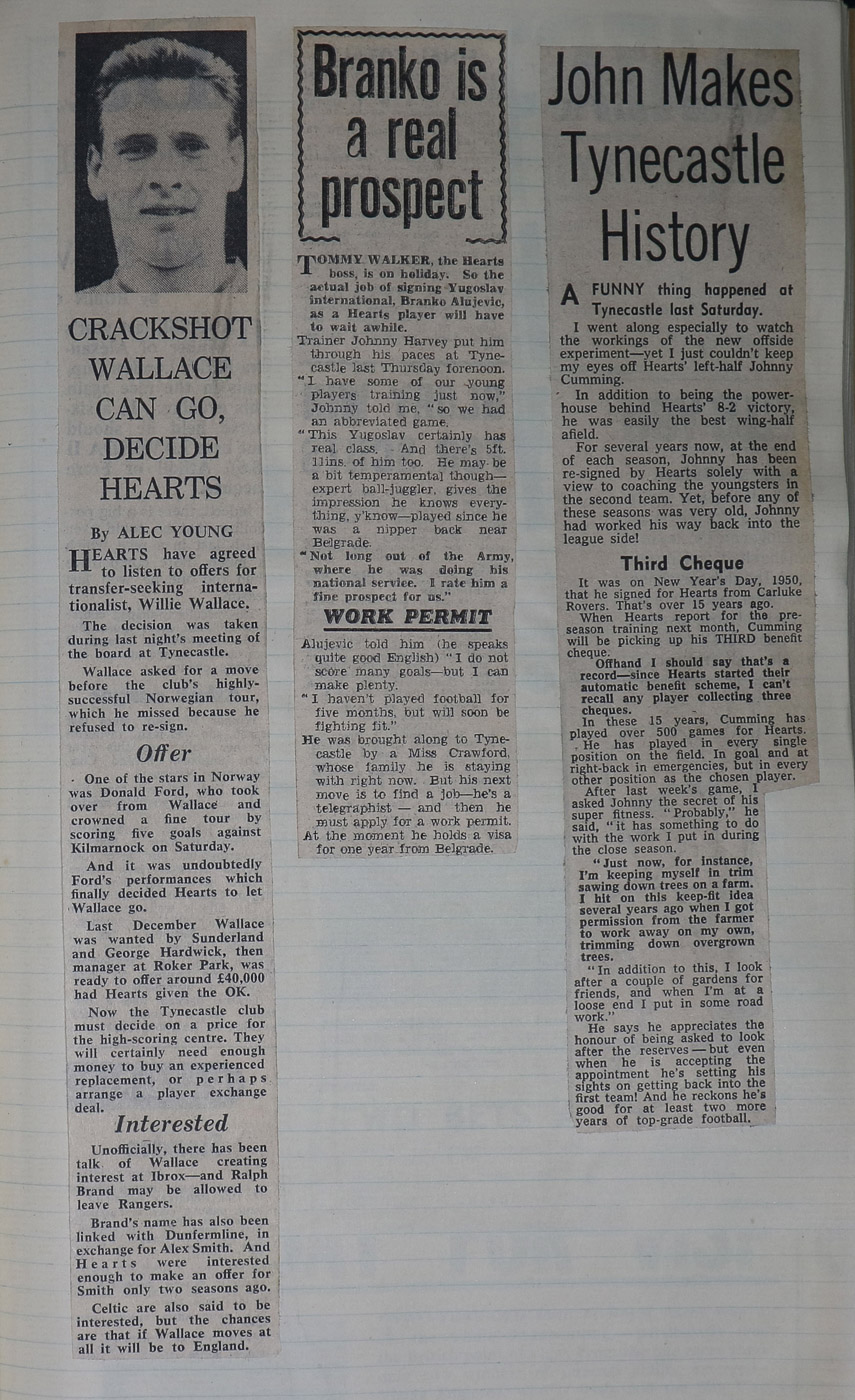 CRACKSHOT
WALLACE
CAN GO,
DECIDE
HEARTS
By ALEC YOUNG
HEARTS have agreed
to listen to offers for
transfer-seeking interna-
tionalist, Willie Wallace.
The decision was taken
during last night's meeting of
the board at Tynecastle.
Wallace asked for a move
before the club's highly-
successful Norwegian tour,
which he missed because he
refused to re-sign.
Offer
One of the stars in Norway
was Donald Ford, who took
over from Wallace and
crowned a fine tour by
scoring five goals against
Kilmarnock on Saturday.
And it was undoubtedly
Ford's performances which
finally decided Hearts to let
Wallace go.
Last December Wallace
was wanted by Sunderland
and George Hardwick, then
manager at Roker Park, was
ready to offer around £40,000
had Hearts given the OK.
Now the Tynecastle club
must decide on a price for
the high-scoring centre. They
will certainly need enough
money to buy an experienced
replacement, or perhaps
arrange a player exchange
deal.
Interested
Unofficially, there has been
talk of Wallace creating
interest at Ibrox—and Ralph
Brand may be allowed to
leave Rangers.
Brand's name has also been
linked with Dunfermline, in
exchange for Alex Smith. And
Hearts were interested
enough to make an offer for
Smith only two seasons ago.
Celtic are also said to be
interested, but the chances
are that if Wallace moves at
all it will be to England.
Branko is
a real
prospect
TOMMY WALKER, the Hearts
boss, is on holiday. So the
actual job of signing Yugoslav
international, Branko Alujevic,
as a Hearts player will have
to wait awhile.
Trainer Johnny Harvey put him
through his paces at Tyne-
castle last Thursday forenoon.
"I have some of our young
players training just now,"
Johnny told me, "so we had
an abbreviated game.
"This Yugoslav certainly has
real class. And there's 5ft.
11ins. of him too. He may be
a bit temperamental though—
expert ball-juggler, gives the
impression he knows every-
thing, y'know—played since he
was a nipper back near
Belgrade.
"Not long out of the Army,
where he was doing his
national service. I rate him a
fine prospect for us."
WORK PERMIT
Alujevic told him (he speaks
quite good English) "I do not
score many goals—but I can
make plenty.
"I haven't played football for
five months, but will soon be
fighting fit."
He was brought along to Tyne-
castle by a Miss Crawford,
whose family he is staying
with right now. But his next
move is to find a job—he's a
telegraphist — and then he
must apply for a work permit.
At the moment he holds a visa
for one year from Belgrade.
John Makes
Tynecastle
History
A FUNNY thing happened at
Tynecastle last Saturday.
I went along especially to watch
the workings of the new offside
experiment—yet I just couldn't keep
my eyes off Hearts' left-half Johnny
Cumming.
In addition to being the power-
house behind Hearts' 8-2 victory,
he was easily the best wing-half
afield.
For several years now, at the end
of each season, Johnny has been
re-signed by Hearts solely with a
view to coaching the youngsters in
the second team. Yet, before any of
these seasons was very old, Johnny
had worked his way back into the
league side!
Third Cheque
It was on New Year's Day, 1950,
that he signed for Hearts from Carluke
Rovers. That's over 15 years ago.
When Hearts report for the pre-
season training next month, Cumming
will be picking up his THIRD benefit
cheque.
Offhand I should say that's a
record—since Hearts started their
automatic benefit scheme, I can't
recall any player collecting three
cheques.
In these 15 years, Cumming has
played over 500 games for Hearts.
He has played in every single
position on the field. In goal and at
right-back in emergencies, but in every
other position as the chosen player.
After last week's game, I
asked Johnny the secret of his
super fitness. "Probably," he
said, "it has something to do
with the work I put in during
the close season.
"Just now, for instance,
I'm keeping myself in trim
sawing down trees on a farm.
I hit on this keep-fit idea
several years ago when I got
permission from the farmer
to work away on my own,
trimming down overgrown
trees.
"In addition to this, I look
after a couple of gardens for
friends, and when I'm at a
loose end I put in some road
work."
He says he appreciates the
honour of being asked to look
after the reserves—but even
when he is accepting the
appointment he's setting his
sights on getting back into the
first team! And he reckons he's
good for at least two more
years of top-grade football.